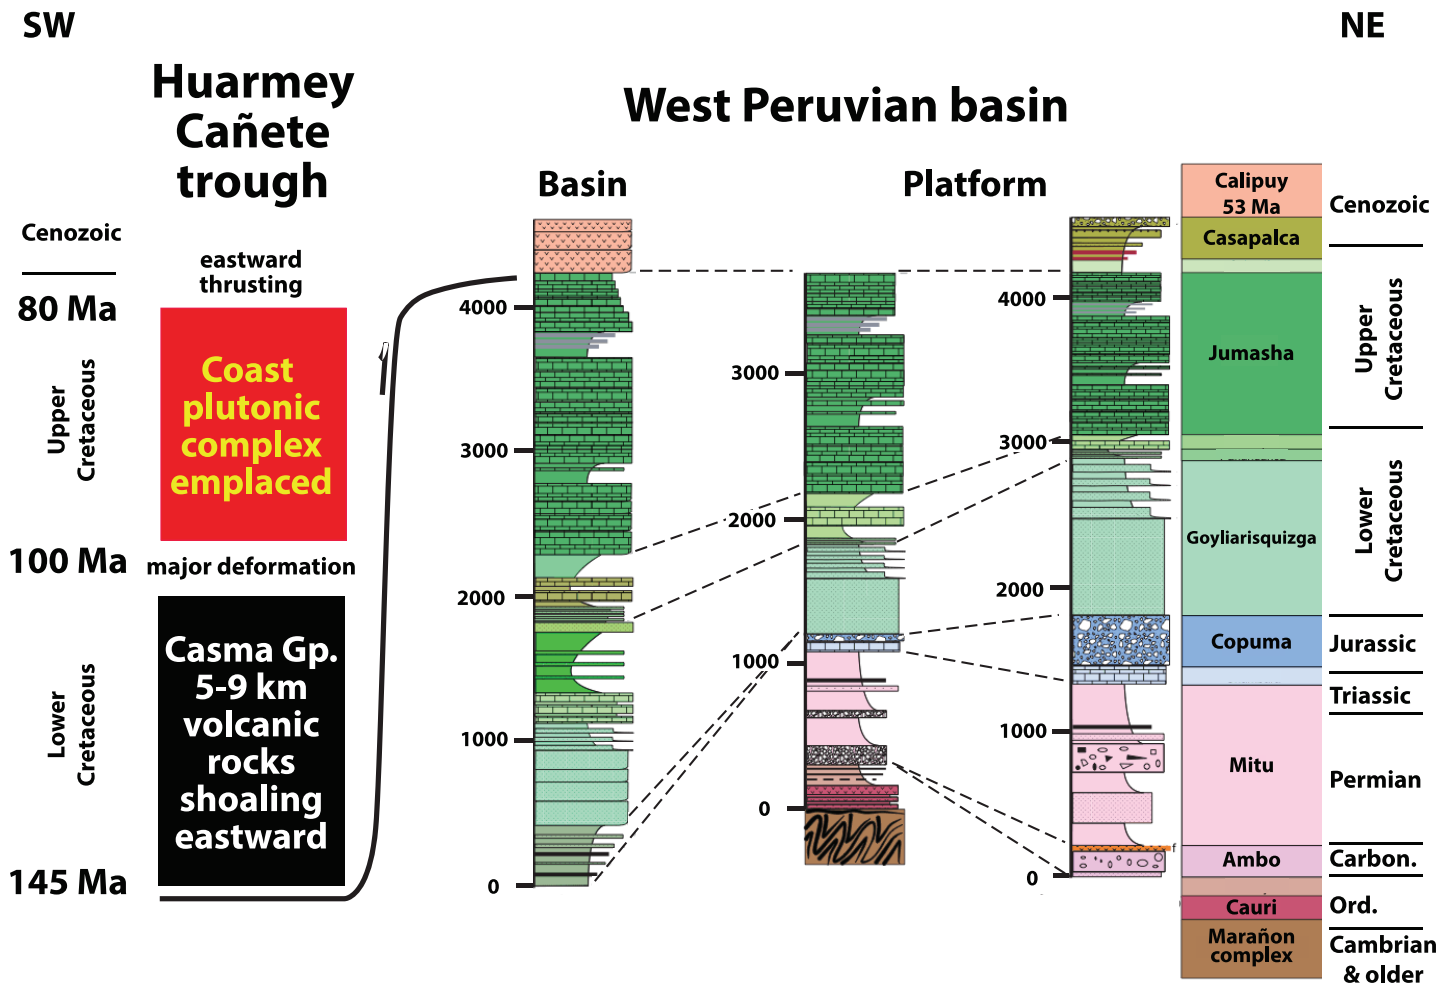 SW
NE
Huarmey
Cañete
trough
West Peruvian basin
Basin
Platform
Cenozoic
80 Ma
Upper
Cretaceous
100 Ma
Lower
Cretaceous
145 Ma
eastward
thrusting
Coast
plutonic
complex
emplaced
major deformation
Casma Gp.
5-9 km
volcanic
rocks
shoaling
eastward
4000
3000
2000
1000
0
3000
2000
1000
0
4000
3000
2000
1000
0
f
Calipuy
53 Ma
Casapalca
Jumasha
Goyllarisquizga
Copuma
Mitu
Ambo
Cauri
Marañon
complex
Cenozoic
Upper
Cretaceous
Lower
Cretaceous
Jurassic
Triassic
Permian
Carbon.
Ord.
Cambrian
& older